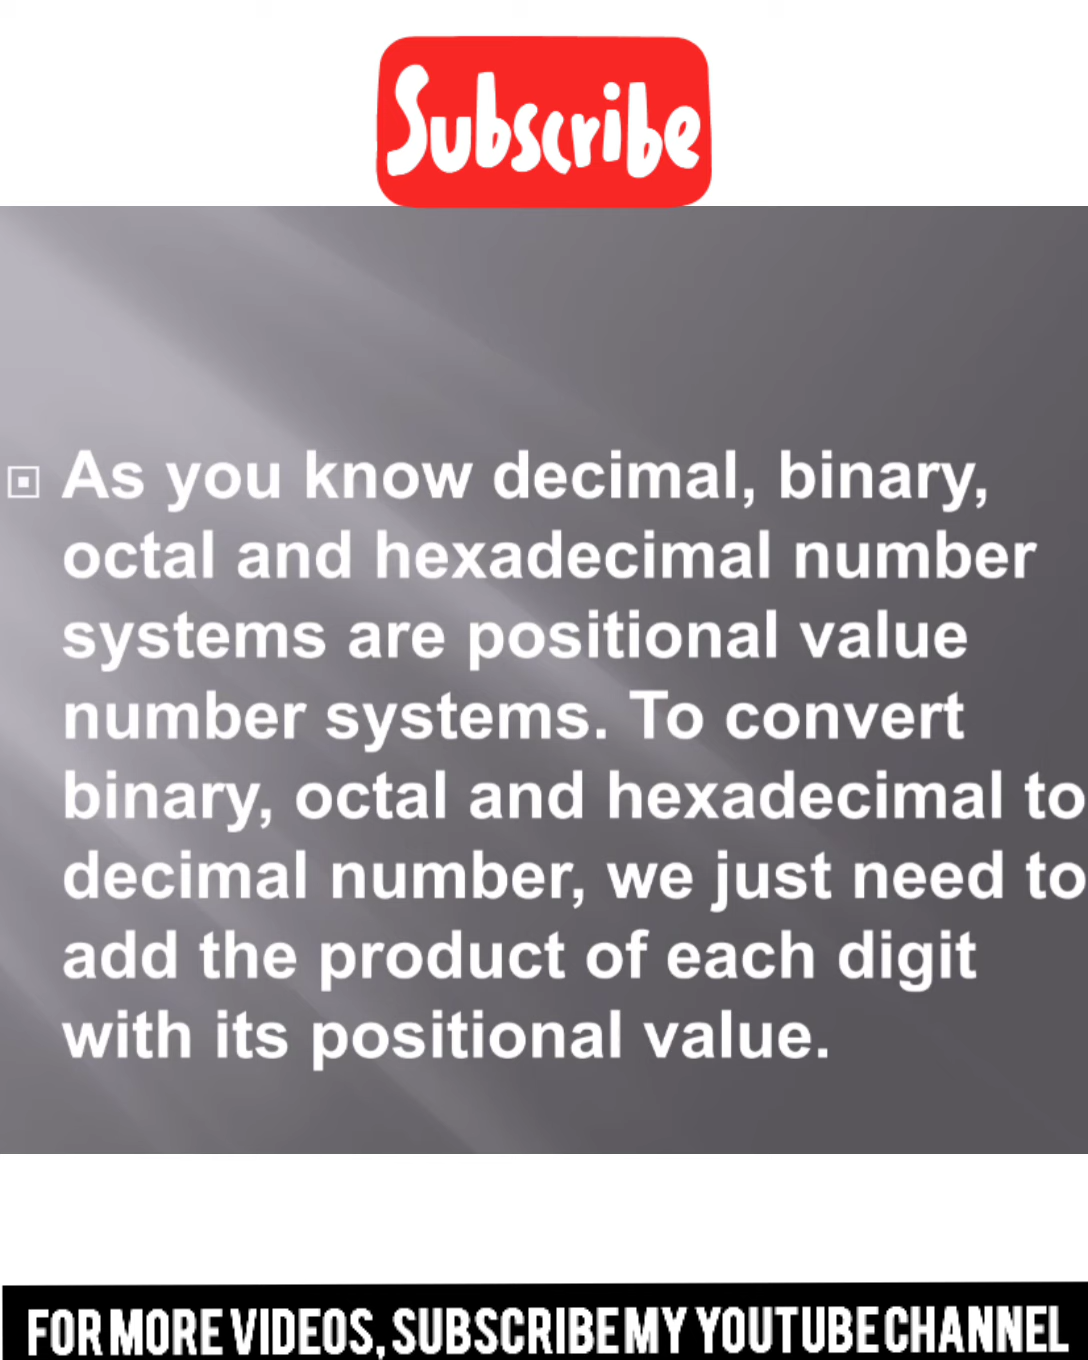 Subscribe
As you know decimal, binary,
octal and hexadecimal number
systems are positional value
number systems. To convert
binary, octal and hexadecimal to
decimal number, we just need to
add the product of each digit
with its positional value.
FOR MORE VIDEOS, SUBSCRIBE MY YOUTUBE CHANNEL